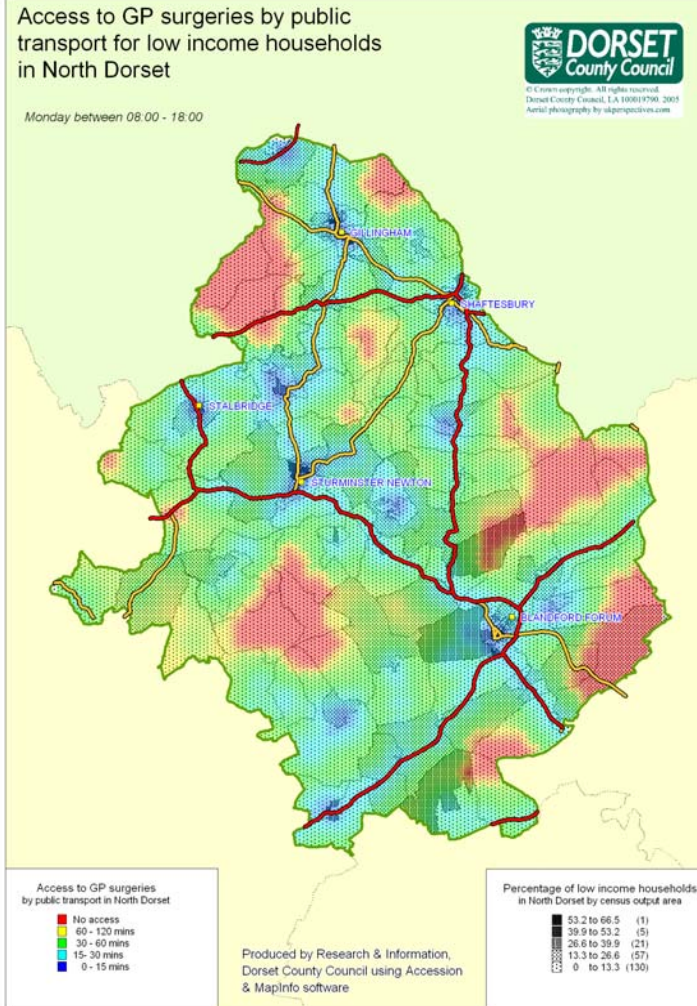 Access to GP surgeries by public
transport for low income households
in North Dorset
Monday between 08:00 - 18:00
DORSET
County Council
© Crown copyright. All rights reserved.
Dorset County Council, LA 100019790. 2005
Aerial photography by ukperspectives.com
GILLINGHAM
SHAFTESBURY
STALBRIDGE
STURMINSTER NEWTON
BLANDFORD FORUM
Access to GP surgeries
by public transport in North Dorset
No access
60 - 120 mins
30 - 60 mins
15- 30 mins
0 - 15 mins
Produced by Research & Information,
Dorset County Council using Accession
& MapInfo software
Percentage of low income households
in North Dorset by census output area
53.2 to 66.5 (1)
39.9 to 53.2 (5)
26.6 to 39.9 (21)
13.3 to 26.6 (57)
0 to 13.3 (130)